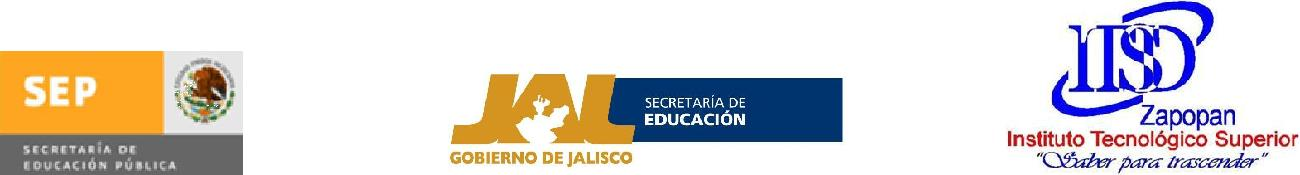 SEP
SECRETARÍA DE
EDUCACIÓN PÚBLICA
JAL
GOBIERNO DE JALISCO
SECRETARÍA DE
EDUCACIÓN
Zapopan
Instituto Tecnológico Superior
"Saber para trascender"